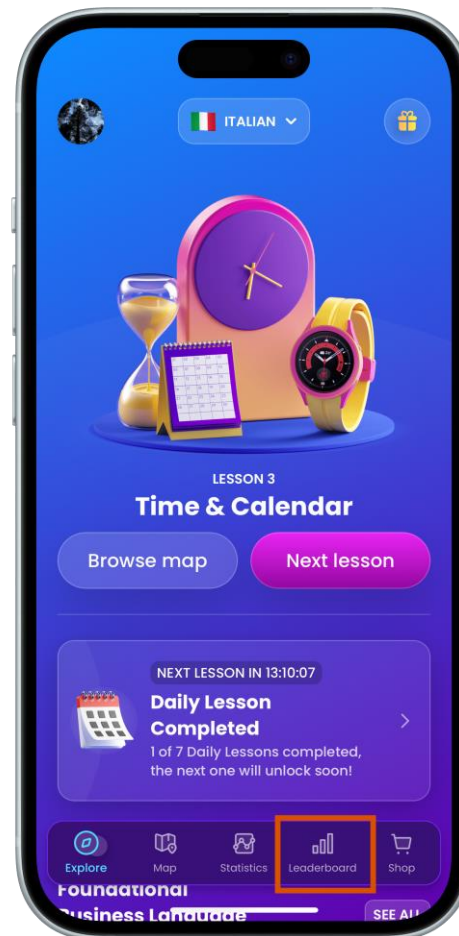 ITALIAN
LESSON 3
Time & Calendar
Browse map
Next lesson
NEXT LESSON IN 13:10:07
Daily Lesson
Completed
1 of 7 Daily Lessons completed,
the next one will unlock soon!
Explore
Map
Statistics
Leaderboard
Shop
Foundational
Business Language
SEE ALL